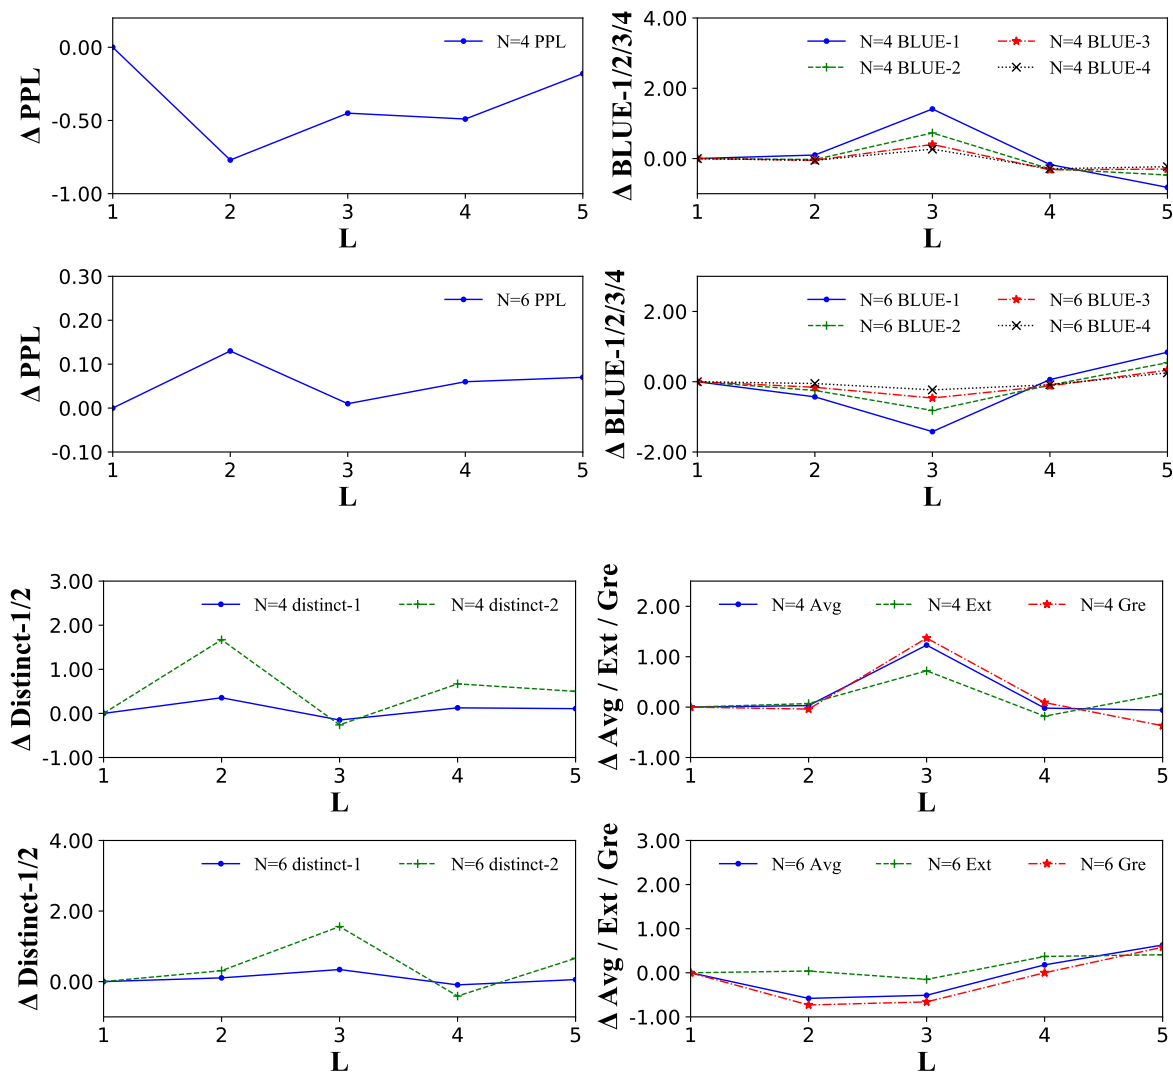 Δ PPL
0.00
-0.50
-1.00
N=4 PPL
1 2 3 4 5
L
Δ BLUE-1/2/3/4
4.00
2.00
0.00
N=4 BLUE-1 N=4 BLUE-3
N=4 BLUE-2 N=4 BLUE-4
1 2 3 4 5
L
Δ PPL
0.30
0.20
0.10
0.00
-0.10
N=6 PPL
1 2 3 4 5
L
Δ BLUE-1/2/3/4
2.00
0.00
-2.00
N=6 BLUE-1 N=6 BLUE-3
N=6 BLUE-2 N=6 BLUE-4
1 2 3 4 5
L
Δ Distinct-1/2
3.00
2.00
1.00
0.00
-1.00
N=4 distinct-1 N=4 distinct-2
1 2 3 4 5
L
Δ Avg / Ext / Gre
2.00
1.00
0.00
-1.00
N=4 Avg N=4 Ext N=4 Gre
1 2 3 4 5
L
Δ Distinct-1/2
4.00
2.00
0.00
N=6 distinct-1 N=6 distinct-2
1 2 3 4 5
L
Δ Avg / Ext / Gre
3.00
2.00
1.00
0.00
-1.00
N=6 Avg N=6 Ext N=6 Gre
1 2 3 4 5
L